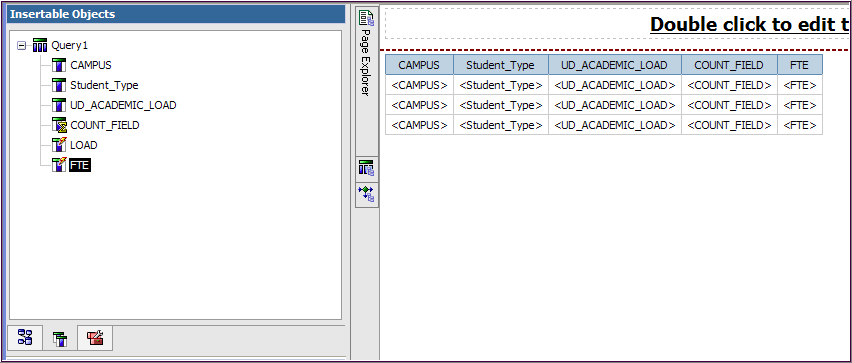 Insertable Objects
Query1
CAMPUS
Student_Type
UD_ACADEMIC_LOAD
COUNT_FIELD
LOAD
FTE
Page Explorer
Double click to edit t
CAMPUS Student_Type UD_ACADEMIC_LOAD COUNT_FIELD FTE
<CAMPUS> <Student_Type> <UD_ACADEMIC_LOAD> <COUNT_FIELD> <FTE>
<CAMPUS> <Student_Type> <UD_ACADEMIC_LOAD> <COUNT_FIELD> <FTE>
<CAMPUS> <Student_Type> <UD_ACADEMIC_LOAD> <COUNT_FIELD> <FTE>